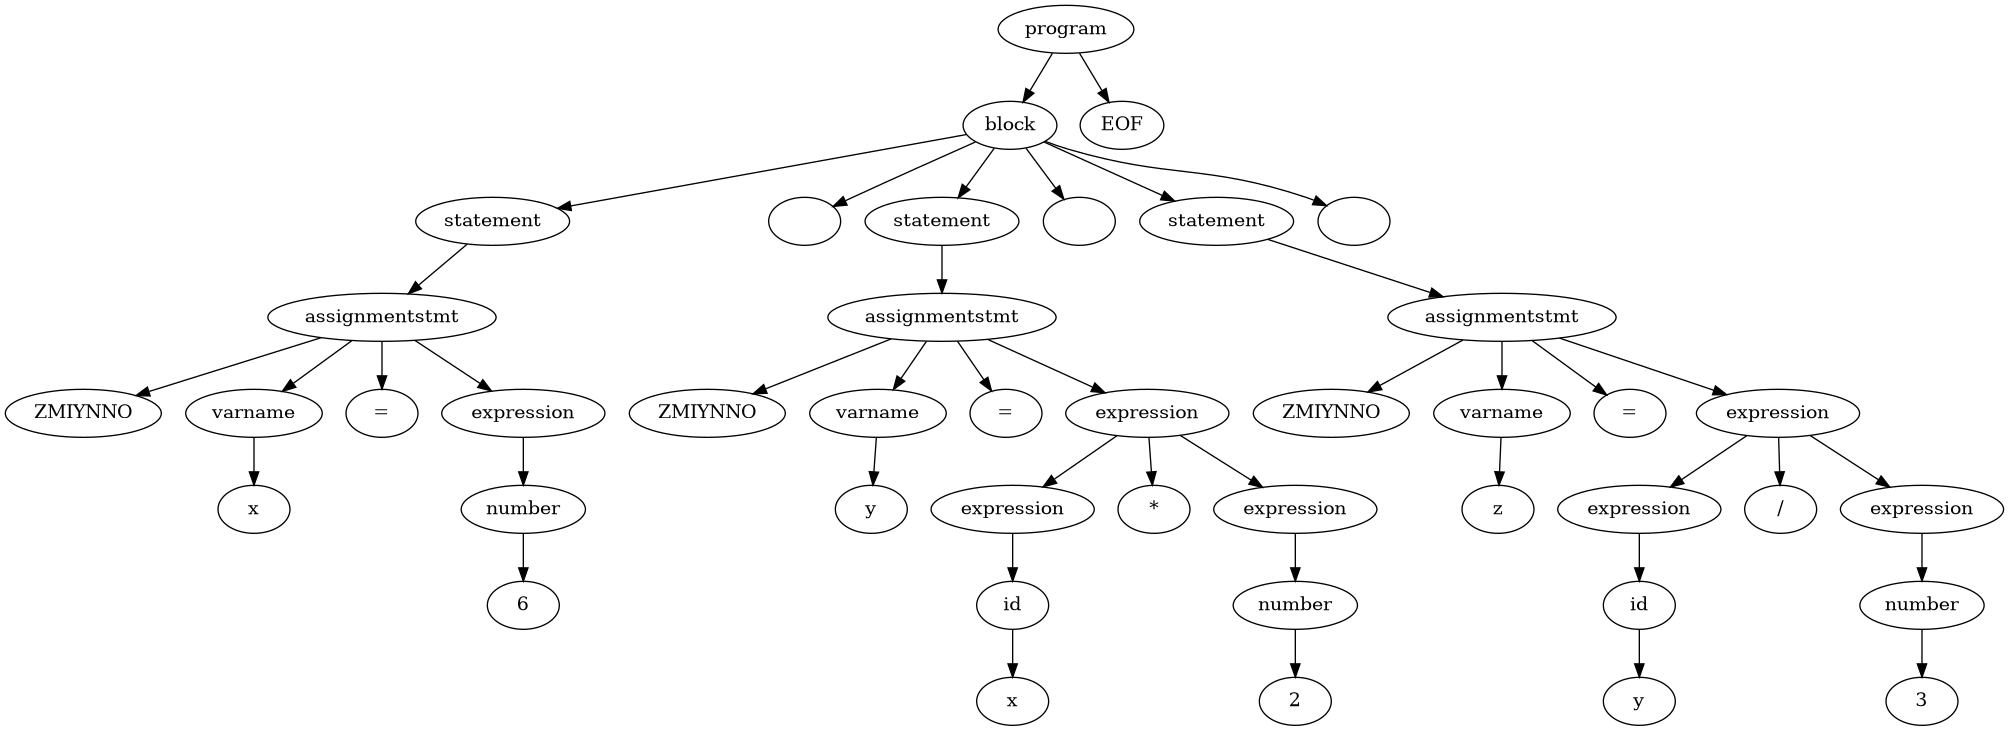 program
block EOF
statement statement statement
assignmentstmt assignmentstmt assignmentstmt
ZMIYNNO varname = expression ZMIYNNO varname = expression ZMIYNNO varname = expression
x number y expression * expression z expression / expression
6 id number id number
x 2 y 3